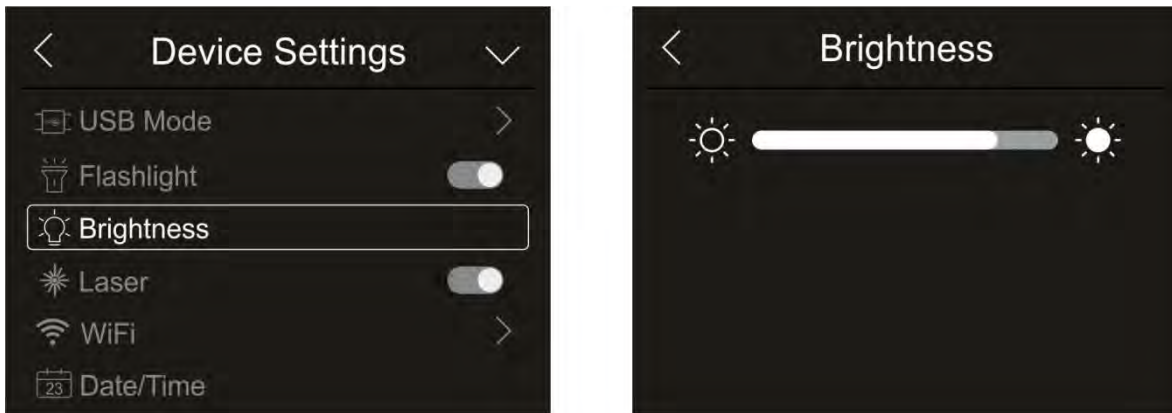 Device Settings
USB Mode
Flashlight
Brightness
Laser
WiFi
23 Date/Time
Brightness